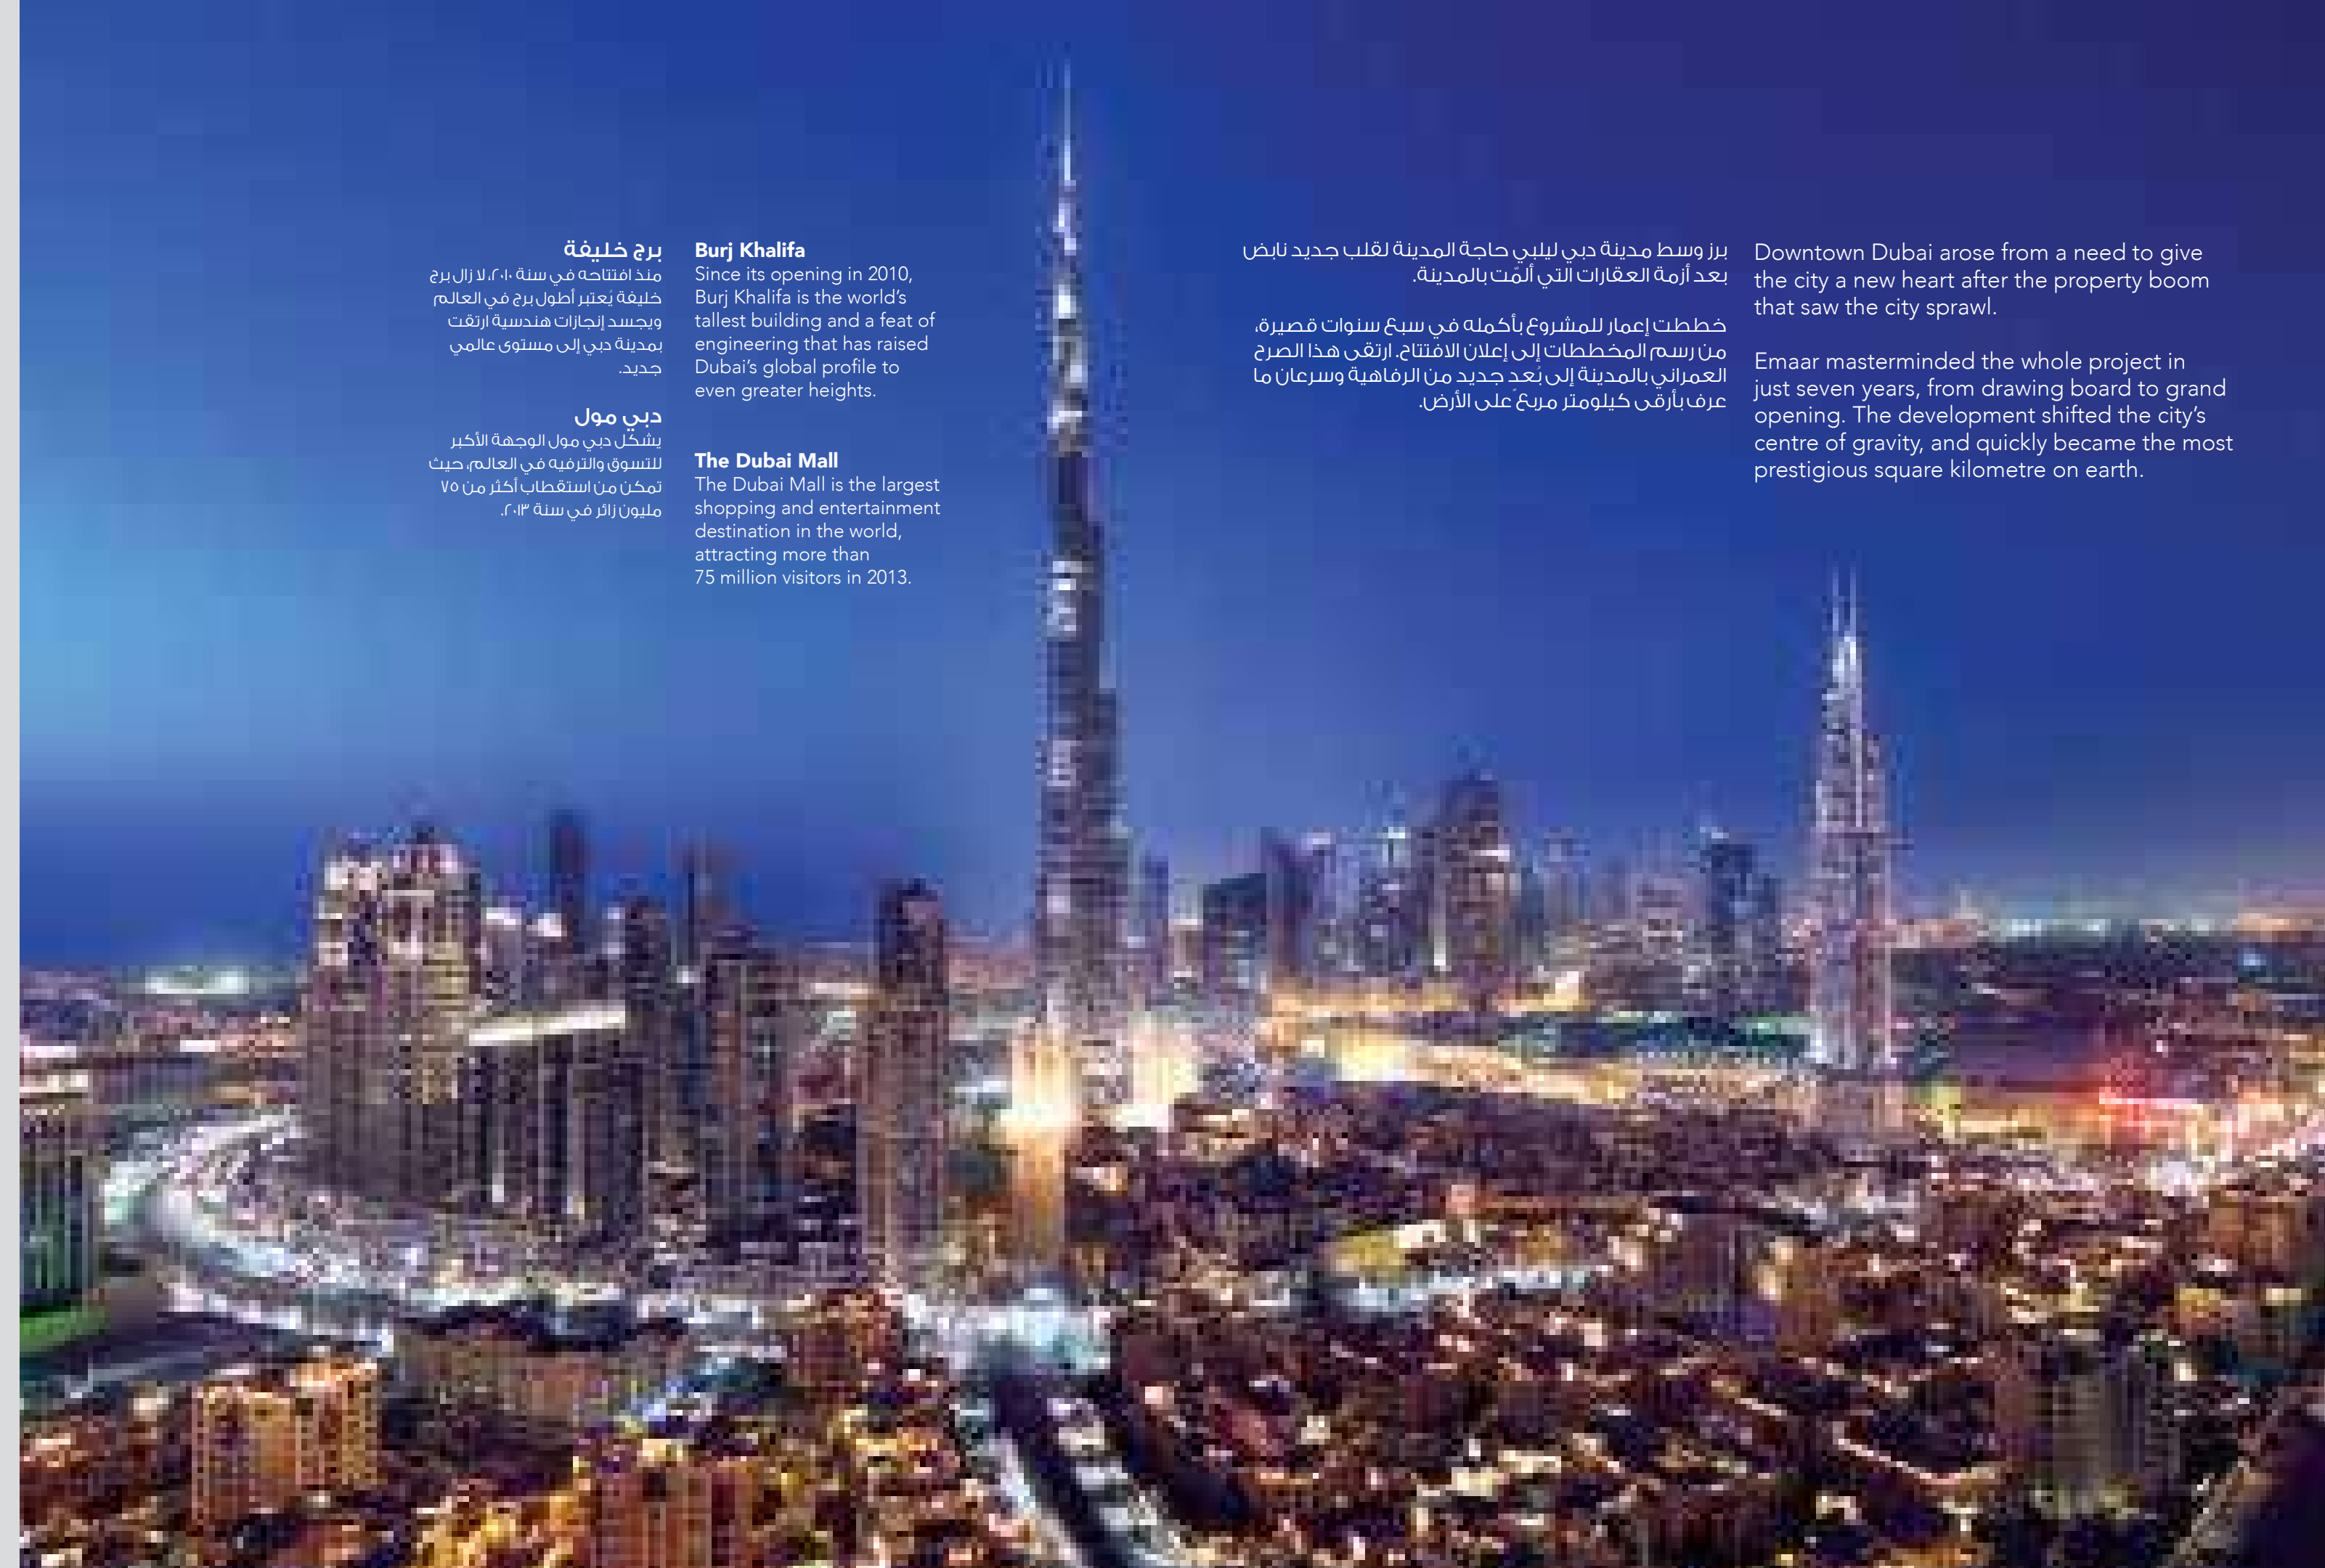 برج خليفة
منذ افتتاحه في سنة ٢٠١٠، لا زال برج
خليفة يُعتبر أطول برج في العالم
ويجسد إنجازات هندسية ارتقت
بمدينة دبي إلى مستوى عالمي
جديد.
دبي مول
يشكل دبي مول الوجهة الأكبر
للتسوق والترفيه في العالم، حيث
تمكن من استقطاب أكثر من ٧٥
مليون زائر في سنة ٢٠١٣.
Burj Khalifa
Since its opening in 2010,
Burj Khalifa is the world’s
tallest building and a feat of
engineering that has raised
Dubai’s global profile to
even greater heights.
The Dubai Mall
The Dubai Mall is the largest
shopping and entertainment
destination in the world,
attracting more than
75 million visitors in 2013.
برز وسط مدينة دبي ليلبي حاجة المدينة لقلب جديد نابض
بعد أزمة العقارات التي ألمّت بالمدينة.
خططت إعمار للمشروع بأكمله في سبع سنوات قصيرة،
من رسم المخططات إلى إعلان الافتتاح. ارتقى هذا الصرح
العمراني بالمدينة إلى بُعد جديد من الرفاهية وسرعان ما
عرف بأرقى كيلومتر مربعّ على الأرض.
Downtown Dubai arose from a need to give
the city a new heart after the property boom
that saw the city sprawl.
Emaar masterminded the whole project in
just seven years, from drawing board to grand
opening. The development shifted the city’s
centre of gravity, and quickly became the most
prestigious square kilometre on earth.